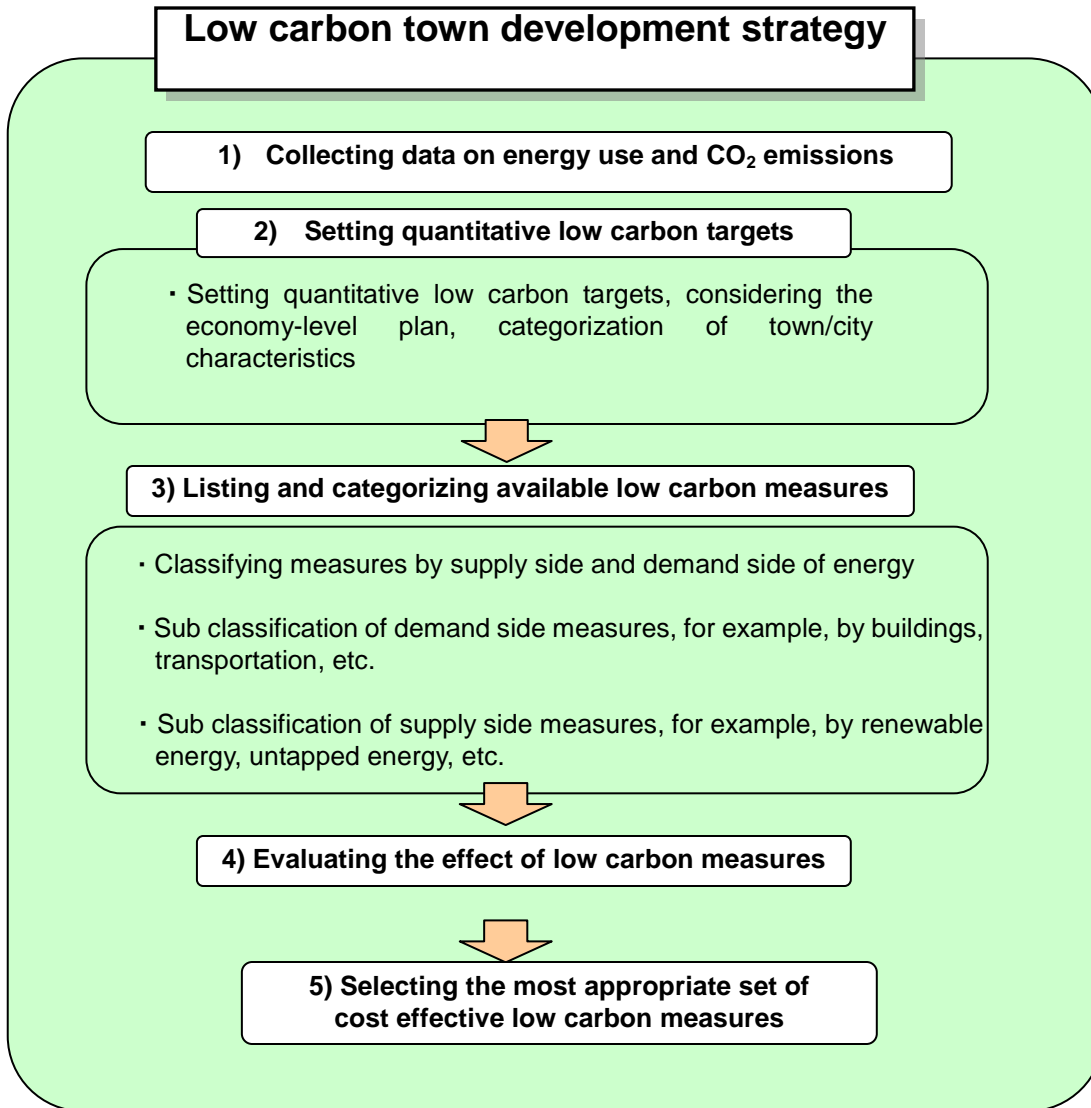 Low carbon town development strategy
1) Collecting data on energy use and CO₂ emissions
2) Setting quantitative low carbon targets
・Setting quantitative low carbon targets, considering the
economy-level plan, categorization of town/city
characteristics
3) Listing and categorizing available low carbon measures
・Classifying measures by supply side and demand side of energy
・Sub classification of demand side measures, for example, by buildings,
transportation, etc.
・Sub classification of supply side measures, for example, by renewable
energy, untapped energy, etc.
4) Evaluating the effect of low carbon measures
5) Selecting the most appropriate set of
cost effective low carbon measures